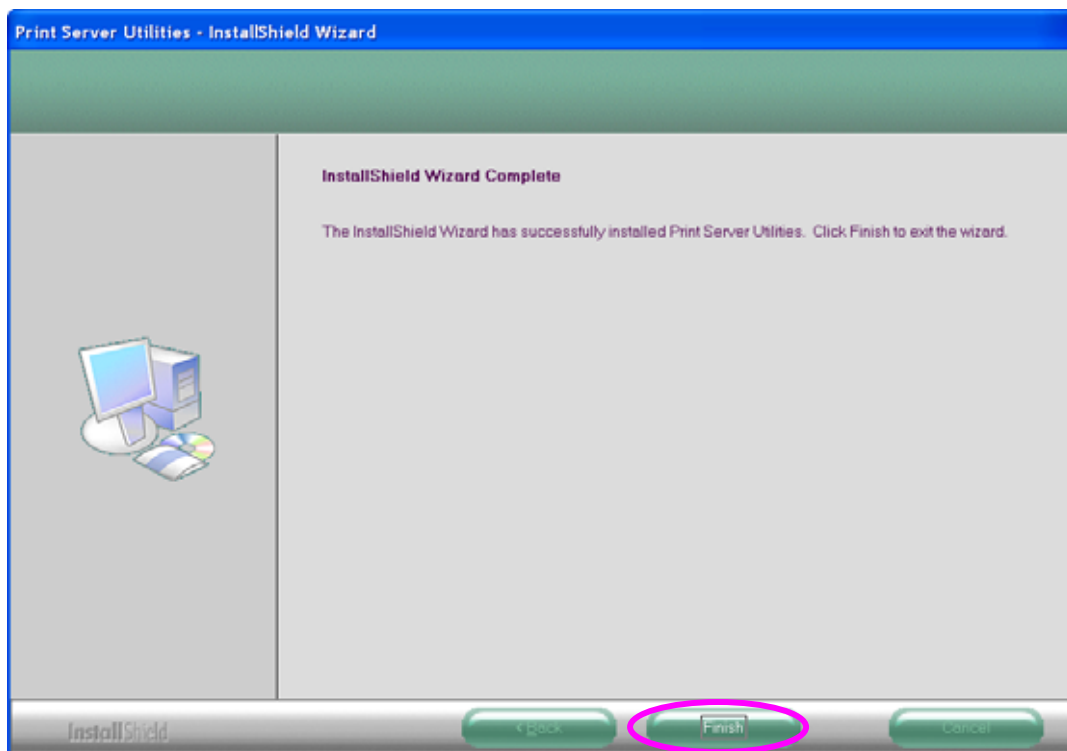 Print Server Utilities - InstallShield Wizard
InstallShield Wizard Complete
The InstallShield Wizard has successfully installed Print Server Utilities. Click Finish to exit the wizard.
InstallShield
< Back
Finish
Cancel